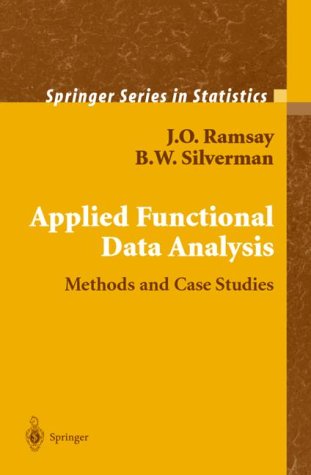 Springer Series in Statistics
J.O. Ramsay
B.W. Silverman
Applied Functional
Data Analysis
Methods and Case Studies
Springer